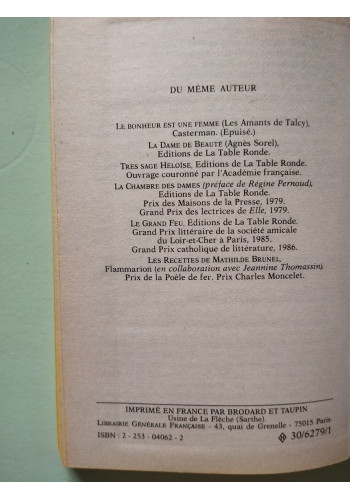 DU MÊME AUTEUR
LE BONHEUR EST UNE FEMME (Les Amants de Talcy),
Casterman. (Epuisé.)
LA DAME DE BEAUTÉ (Agnès Sorel),
Editions de La Table Ronde.
TRÈS SAGE HÉLOÏSE, Editions de La Table Ronde.
Ouvrage couronné par l'Académie française.
LA CHAMBRE DES DAMES (préface de Régine Pernoud),
Editions de La Table Ronde.
Prix des Maisons de la Presse, 1979.
Grand Prix des lectrices de Elle, 1979.
LE GRAND FEU, Editions de La Table Ronde.
Grand Prix littéraire de la société amicale
du Loir-et-Cher à Paris, 1985.
Grand Prix catholique de littérature, 1986.
LES RECETTES DE MATHILDE BRUNEL,
Flammarion (en collaboration avec Jeannine Thomassin)
Prix de la Poêle de fer. Prix Charles Moncelet.
IMPRIMÉ EN FRANCE PAR BRODARD ET TAUPIN
Usine de La Flèche (Sarthe).
LIBRAIRIE GÉNÉRALE FRANÇAISE - 43, quai de Grenelle - 75015 Paris.
ISBN : 2 - 253 - 04062 - 2
30/6279/1